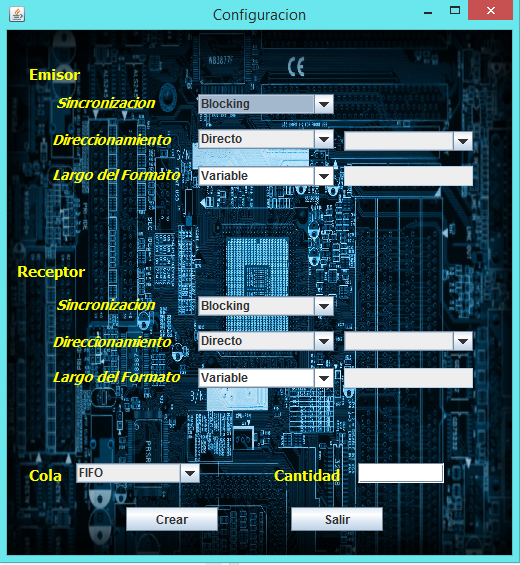 Configuracion
Emisor
Sincronizacion Blocking
Direccionamiento Directo
Largo del Formato Variable
Receptor
Sincronizacion Blocking
Direccionamiento Directo
Largo del Formato Variable
Cola FIFO Cantidad
Crear Salir